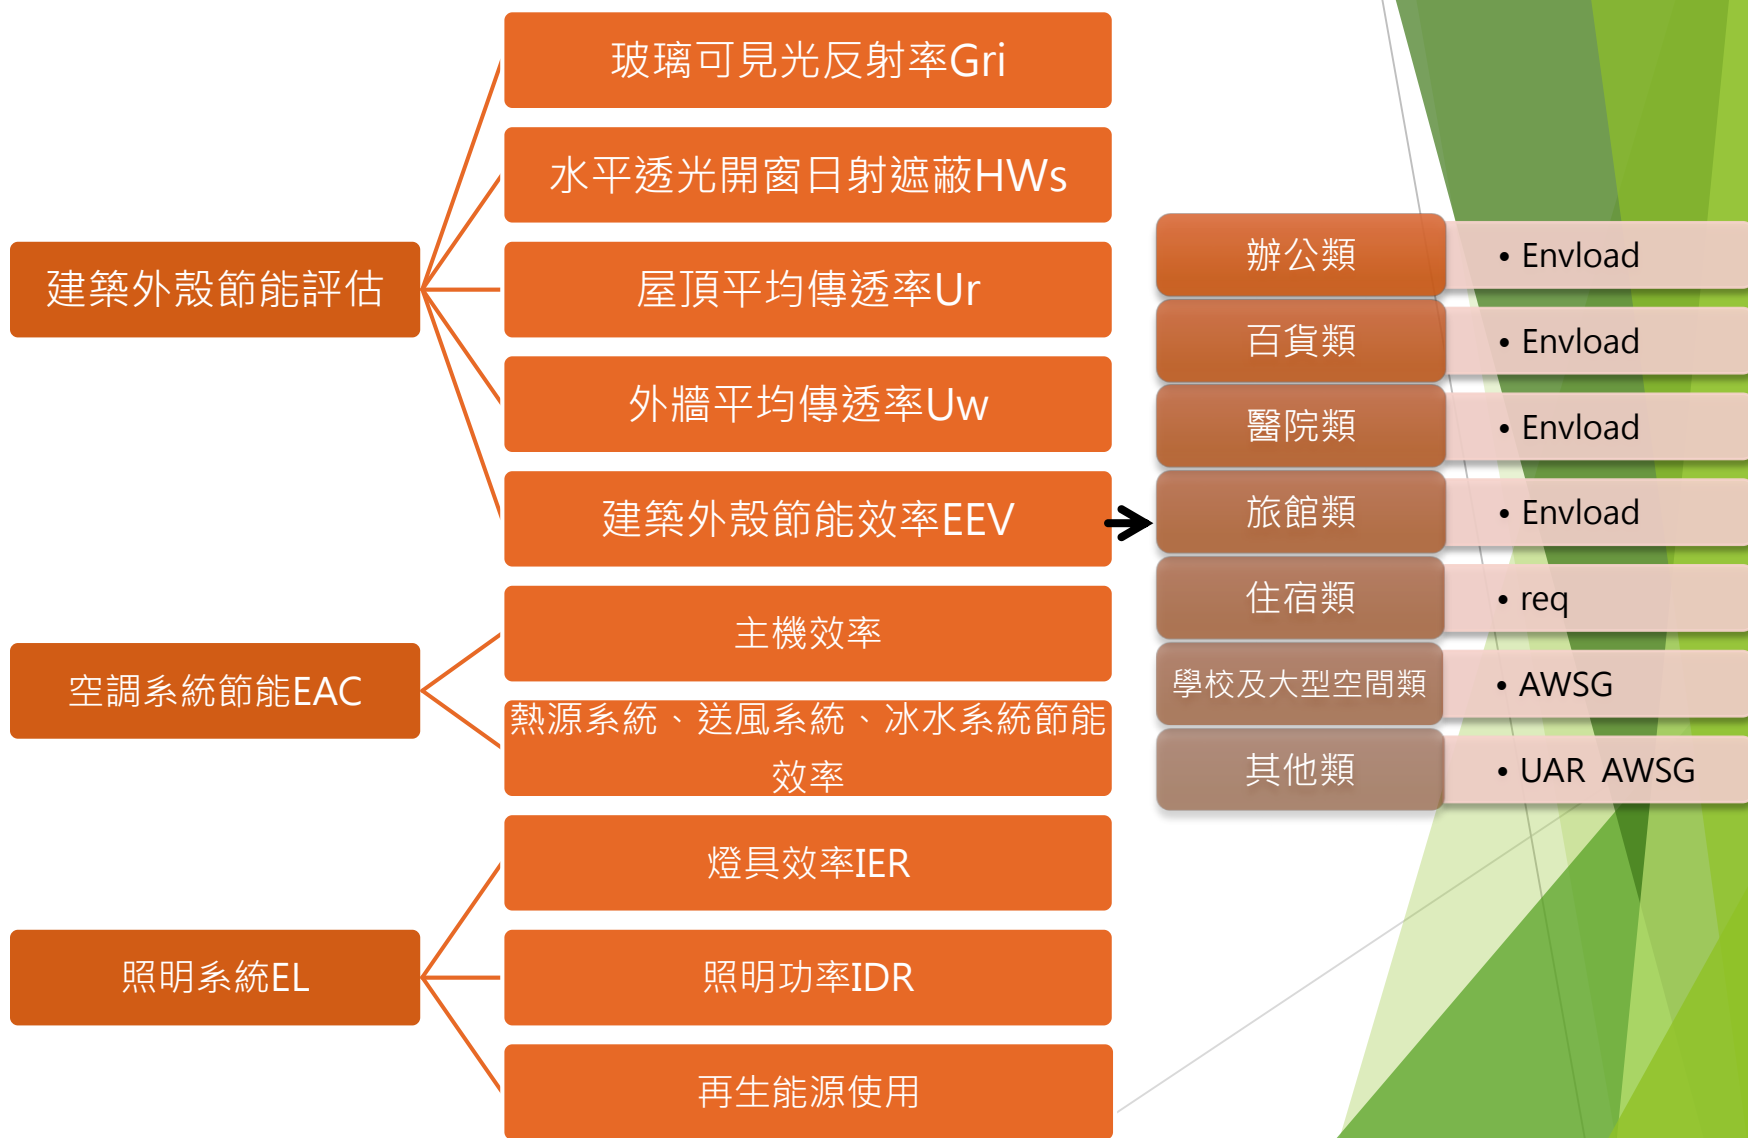 建築外殼節能評估
玻璃可見光反射率Gri
水平透光開窗日射遮蔽HWs
屋頂平均傳透率Ur
外牆平均傳透率Uw
建築外殼節能效率EEV
空調系統節能EAC
主機效率
熱源系統、送風系統、冰水系統節能
效率
照明系統EL
燈具效率IER
照明功率IDR
再生能源使用
辦公類
• Envload
百貨類
• Envload
醫院類
• Envload
旅館類
• Envload
住宿類
• req
學校及大型空間類
• AWSG
其他類
• UAR AWSG